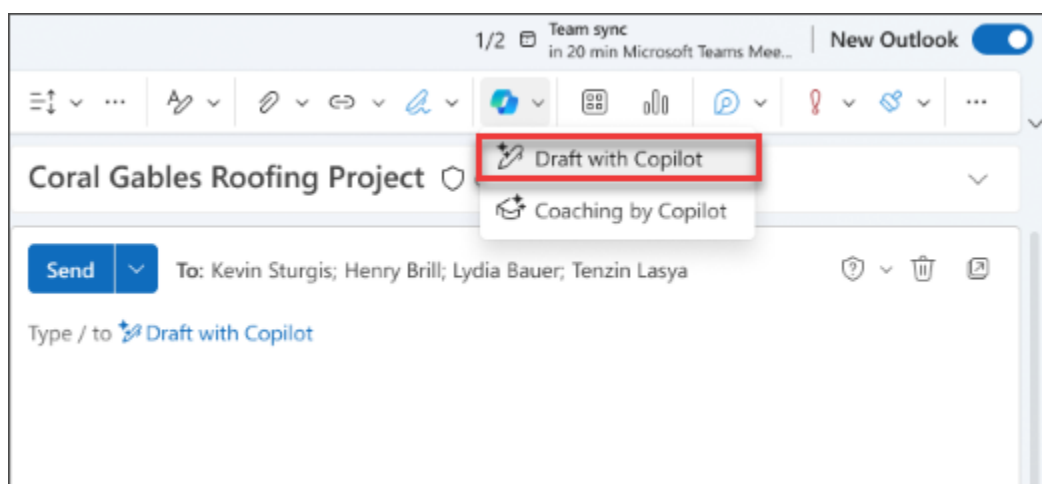 Team sync
1/2 in 20 min Microsoft Teams Mee...
New Outlook
Draft with Copilot
Coral Gables Roofing Project
Coaching by Copilot
Send To: Kevin Sturgis; Henry Brill; Lydia Bauer; Tenzin Lasya
Type / to Draft with Copilot